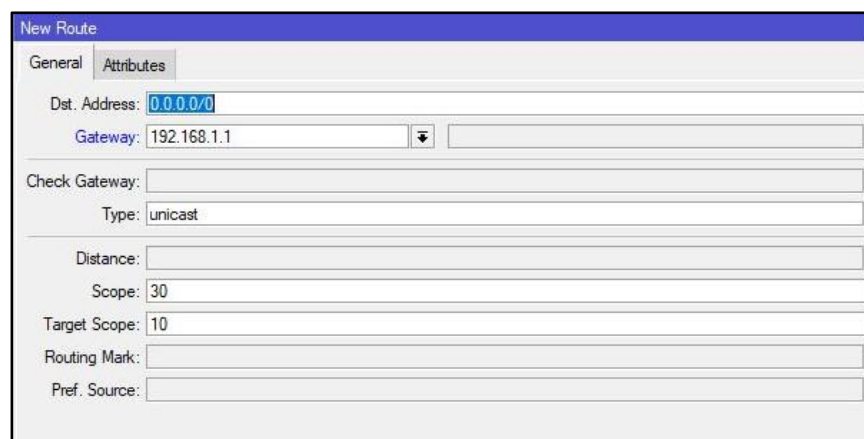 New Route
General Attributes
Dst. Address: 0.0.0.0/0
Gateway: 192.168.1.1
Check Gateway:
Type: unicast
Distance:
Scope: 30
Target Scope: 10
Routing Mark:
Pref. Source: